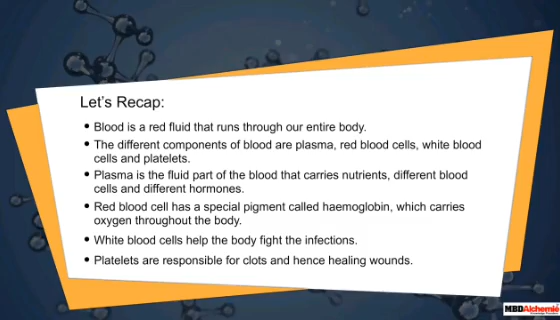 Let's Recap:
• Blood is a red fluid that runs through our entire body.
• The different components of blood are plasma, red blood cells, white blood
cells and platelets.
• Plasma is the fluid part of the blood that carries nutrients, different blood
cells and different hormones.
• Red blood cell has a special pigment called haemoglobin, which carries
oxygen throughout the body.
• White blood cells help the body fight the infections.
• Platelets are responsible for clots and hence healing wounds.
MBDAlchemie